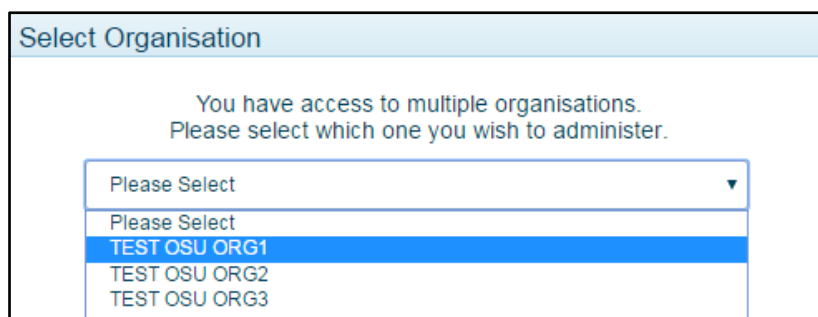 Select Organisation
You have access to multiple organisations.
Please select which one you wish to administer.
Please Select
Please Select
TEST OSU ORG1
TEST OSU ORG2
TEST OSU ORG3